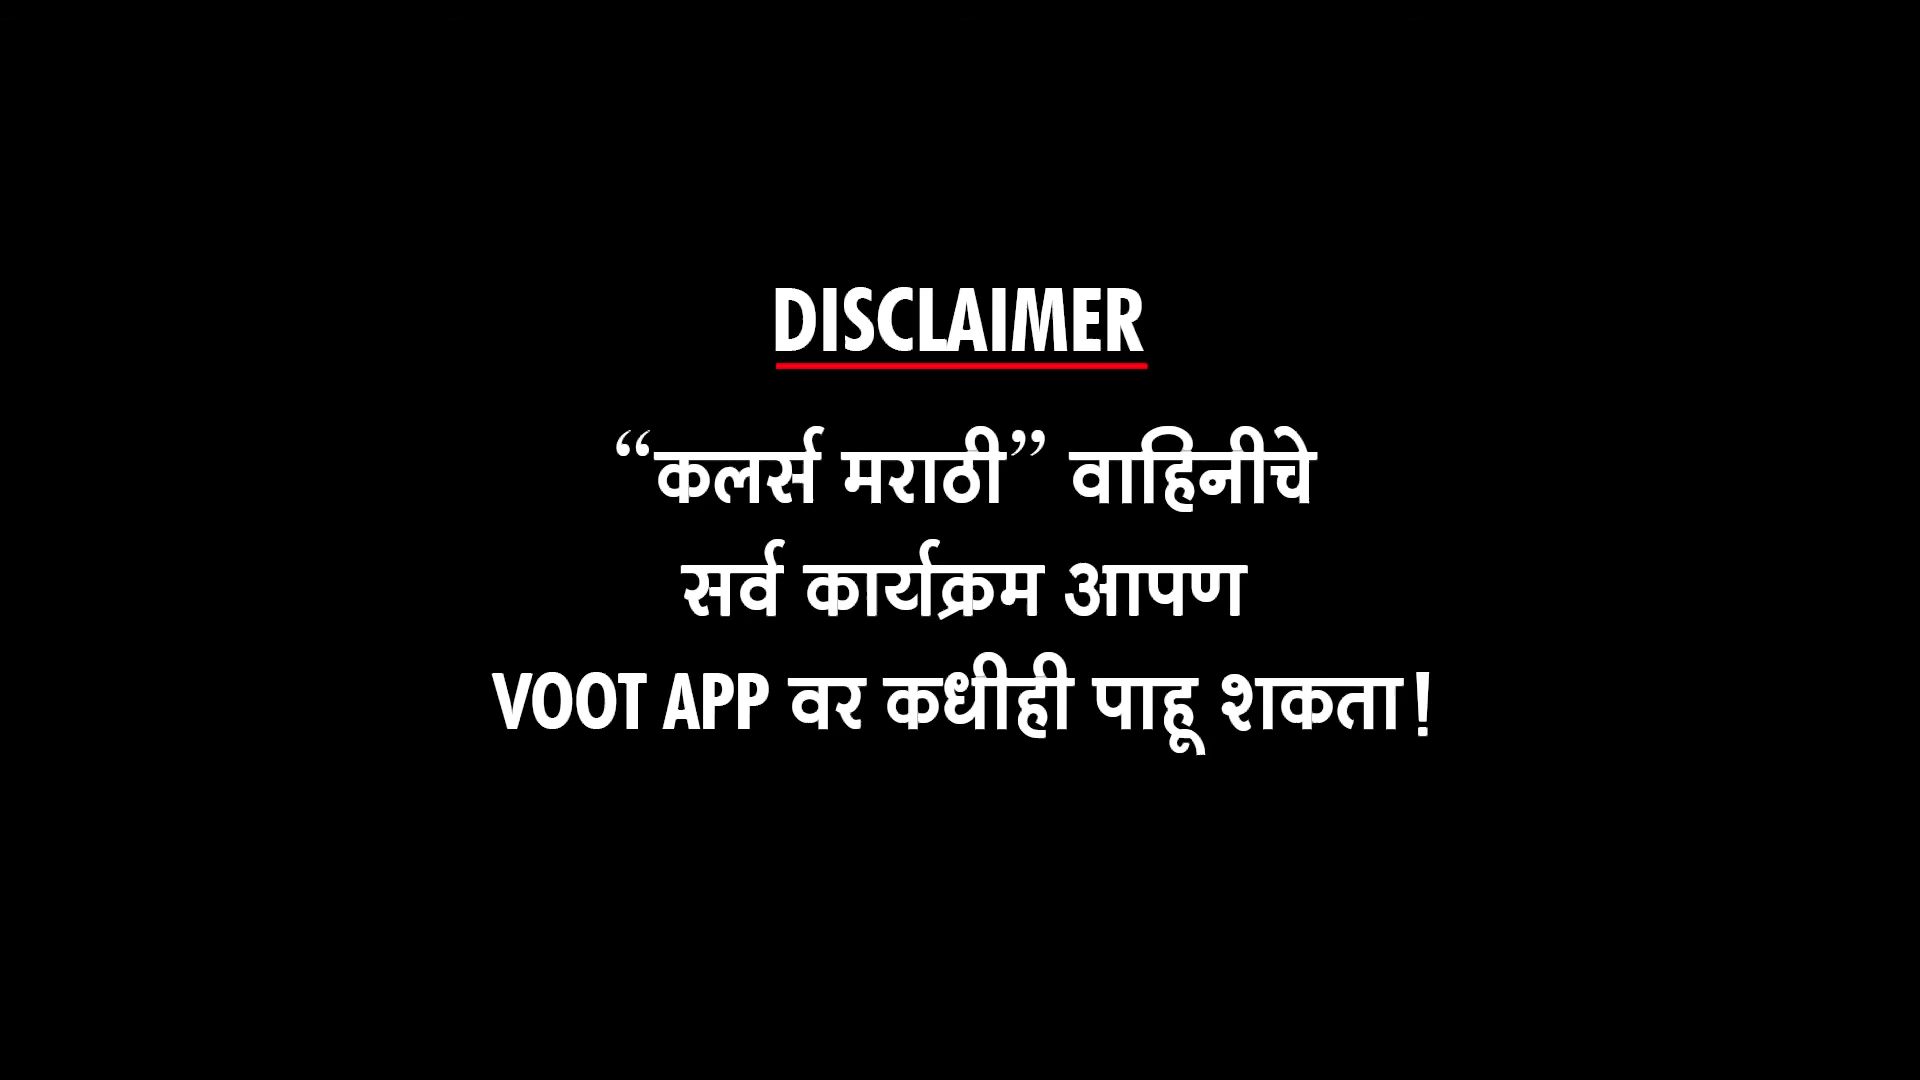 DISCLAIMER
“कलर्स मराठी” वाहिनीचे
सर्व कार्यक्रम आपण
VOOT APP वर कधीही पाहू शकता!